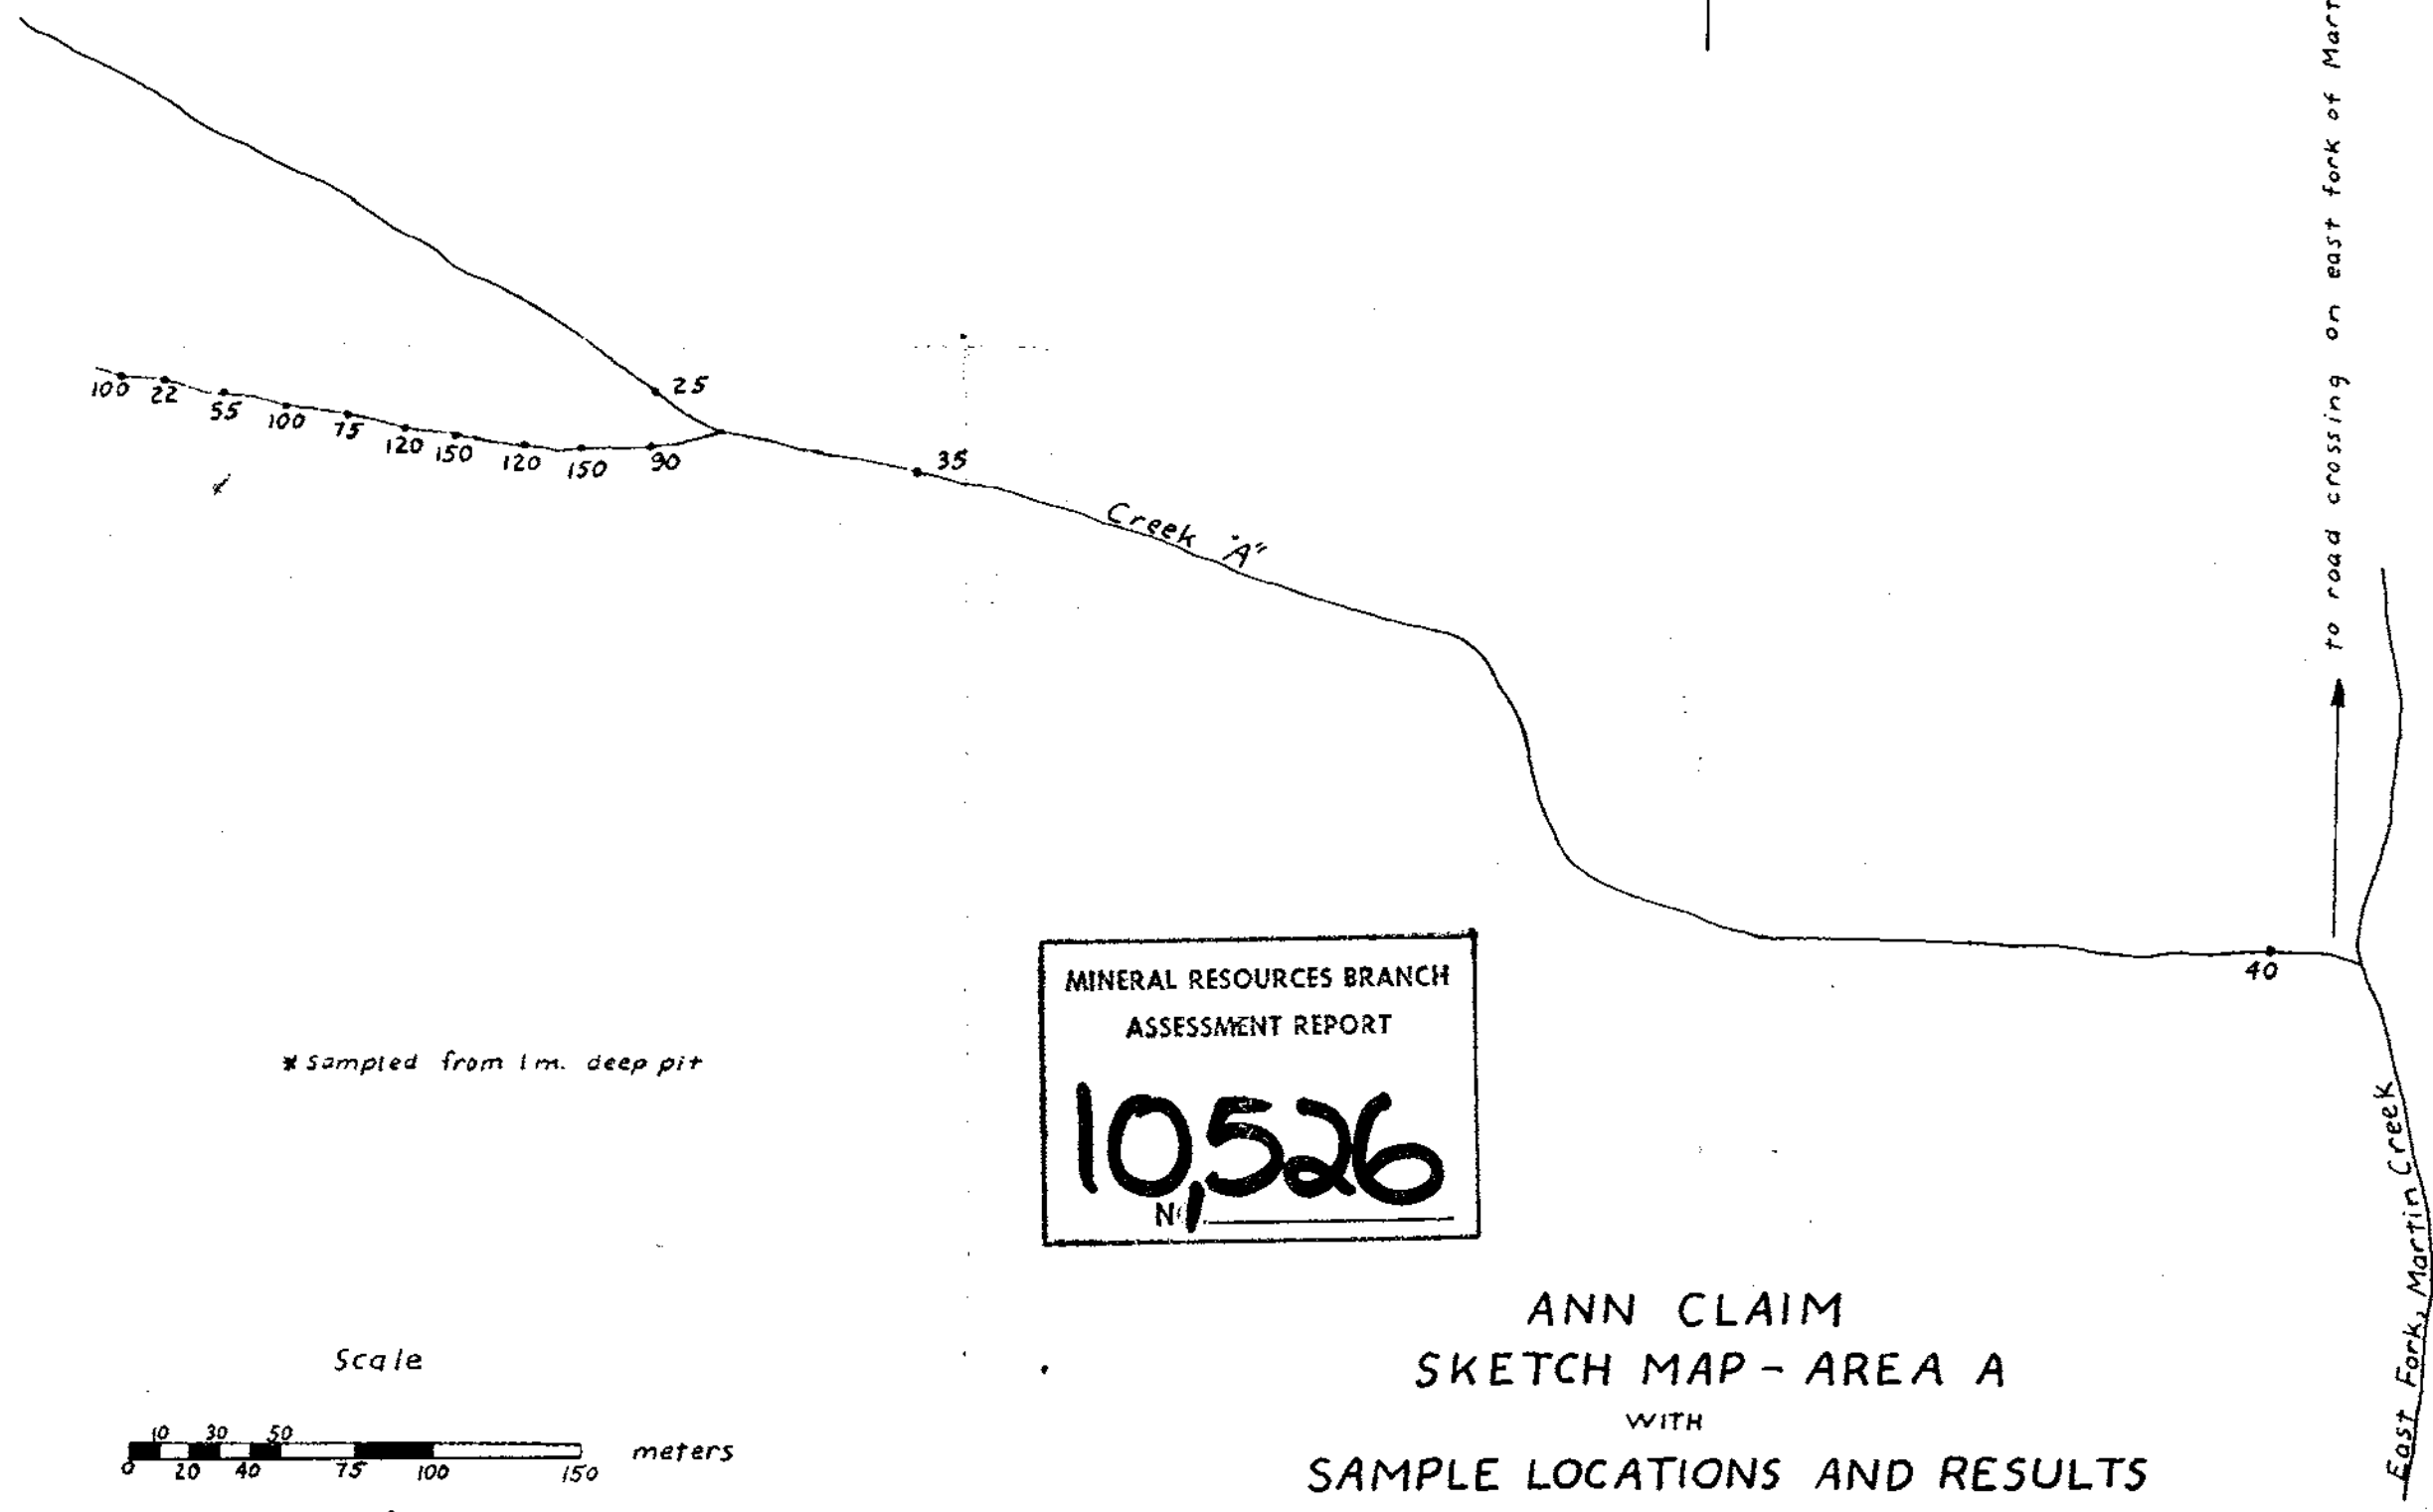 to road crossing on east fork of Mart
25
100 22 55 100 75 120 150 120 150 90
35
Creek "A"
40
MINERAL RESOURCES BRANCH
ASSESSMENT REPORT
10,526
No
* Sampled from 1 m. deep pit
East Fork, Martin Creek
ANN CLAIM
SKETCH MAP - AREA A
WITH
SAMPLE LOCATIONS AND RESULTS
Scale
10 30 50
0 20 40 75 100 150
meters